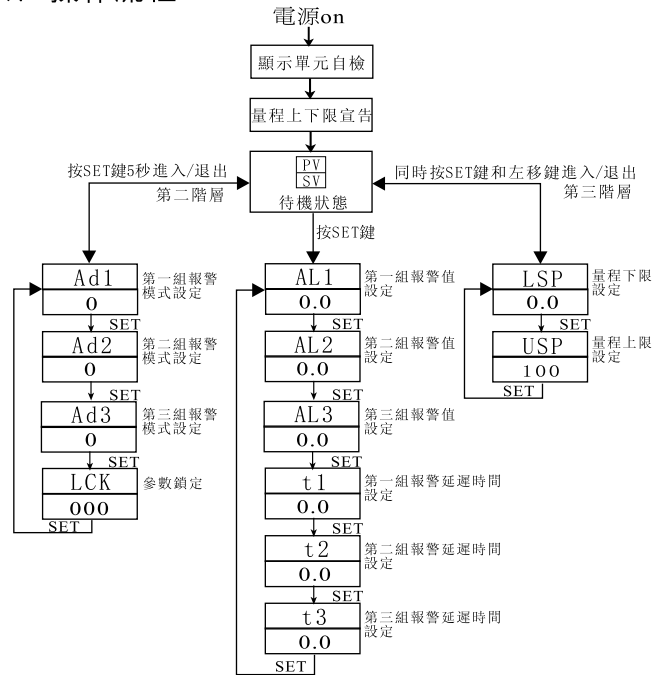 電源on
顯示單元自檢
量程上下限宣告
PV
SV
待機狀態
按SET鍵5秒進入/退出
第二階層
同時按SET鍵和左移鍵進入/退出
第三階層
按SET鍵
Ad1
0
第一組報警
模式設定
SET
Ad2
0
第二組報警
模式設定
SET
Ad3
0
第三組報警
模式設定
SET
LCK
000
參數鎖定
SET
AL1
0.0
第一組報警值
設定
SET
AL2
0.0
第二組報警值
設定
SET
AL3
0.0
第三組報警值
設定
SET
t1
0.0
第一組報警延遲時間
設定
SET
t2
0.0
第二組報警延遲時間
設定
SET
t3
0.0
第三組報警延遲時間
設定
SET
LSP
0.0
量程下限
設定
SET
USP
100
量程上限
設定
SET